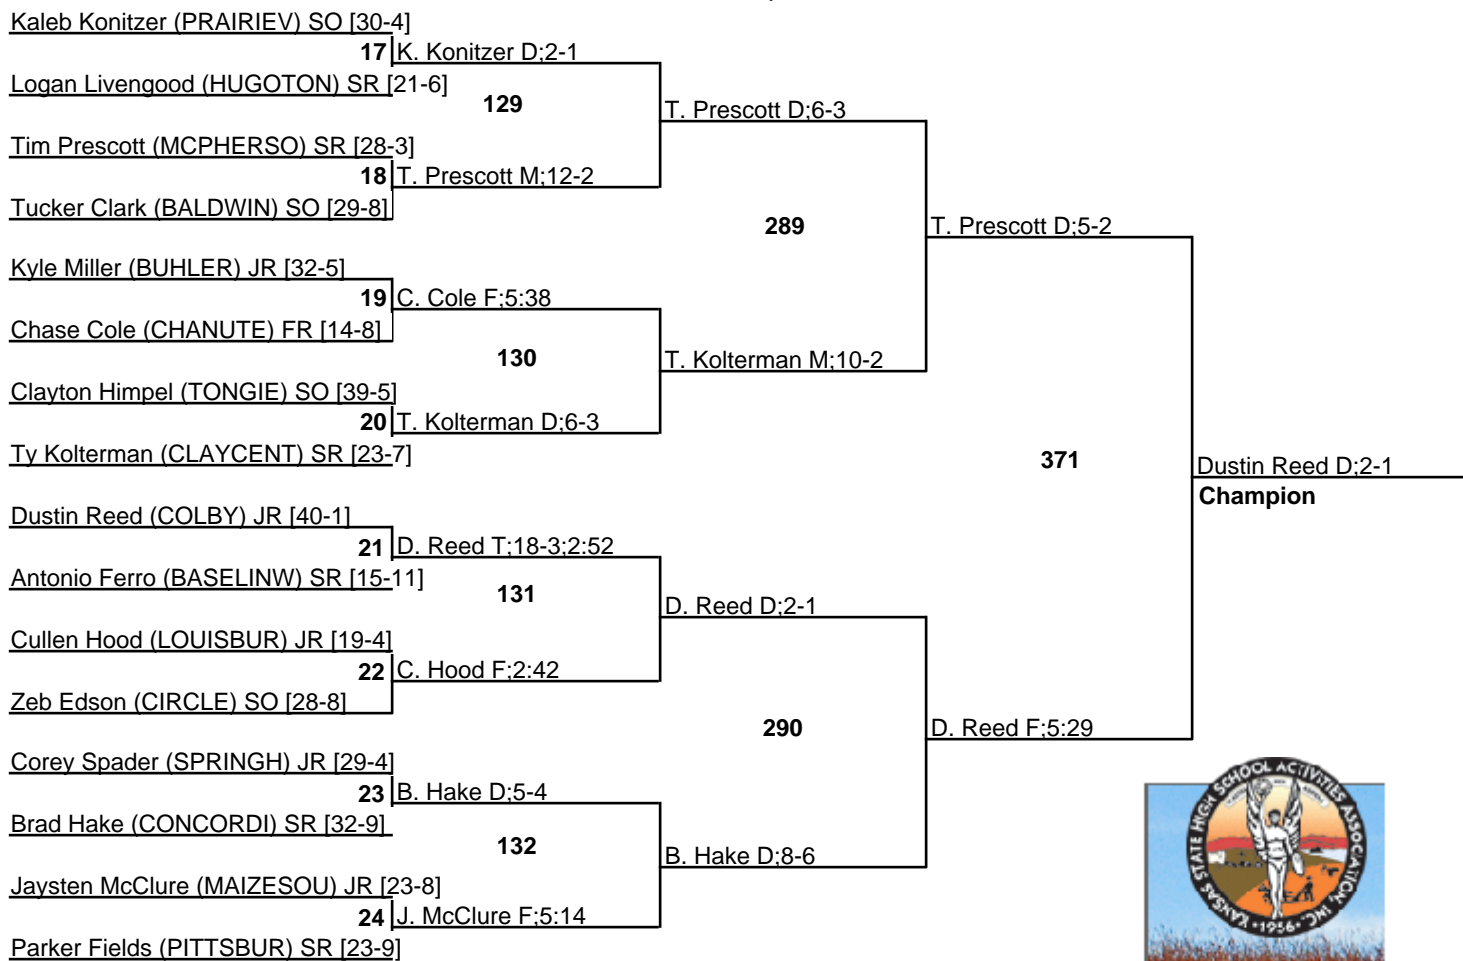 Kaleb Konitzer (PRAIRIEV) SO [30-4]
17 K. Konitzer D;2-1
Logan Livengood (HUGOTON) SR [21-6]
129
T. Prescott D;6-3
Tim Prescott (MCPHERSO) SR [28-3]
18 T. Prescott M;12-2
Tucker Clark (BALDWIN) SO [29-8]
289
T. Prescott D;5-2
Kyle Miller (BUHLER) JR [32-5]
19 C. Cole F;5:38
Chase Cole (CHANUTE) FR [14-8]
130
T. Kolterman M;10-2
Clayton Himpel (TONGIE) SO [39-5]
20 T. Kolterman D;6-3
Ty Kolterman (CLAYCENT) SR [23-7]
371
Dustin Reed D;2-1
Champion
Dustin Reed (COLBY) JR [40-1]
21 D. Reed T;18-3;2:52
Antonio Ferro (BASELINW) SR [15-11]
131
D. Reed D;2-1
Cullen Hood (LOUISBUR) JR [19-4]
22 C. Hood F;2:42
Zeb Edson (CIRCLE) SO [28-8]
290
D. Reed F;5:29
Corey Spader (SPRINGH) JR [29-4]
23 B. Hake D;5-4
Brad Hake (CONCORDI) SR [32-9]
132
B. Hake D;8-6
Jaysten McClure (MAIZESOU) JR [23-8]
24 J. McClure F;5:14
Parker Fields (PITTSBUR) SR [23-9]
KANSAS STATE HIGH SCHOOL ACTIVITIES ASSOCIATION, INC.
1956